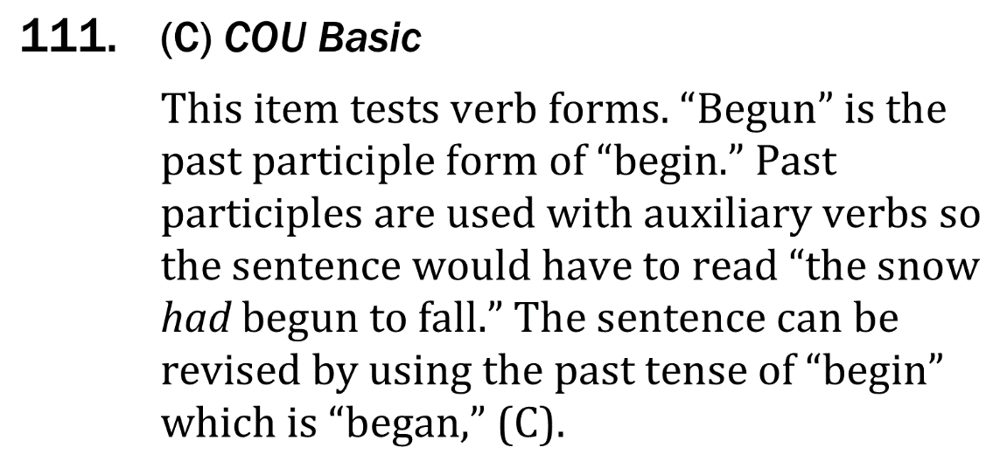 111. (C) COU Basic
This item tests verb forms. “Begun” is the
past participle form of “begin.” Past
participles are used with auxiliary verbs so
the sentence would have to read “the snow
had begun to fall.” The sentence can be
revised by using the past tense of “begin”
which is “began,” (C).